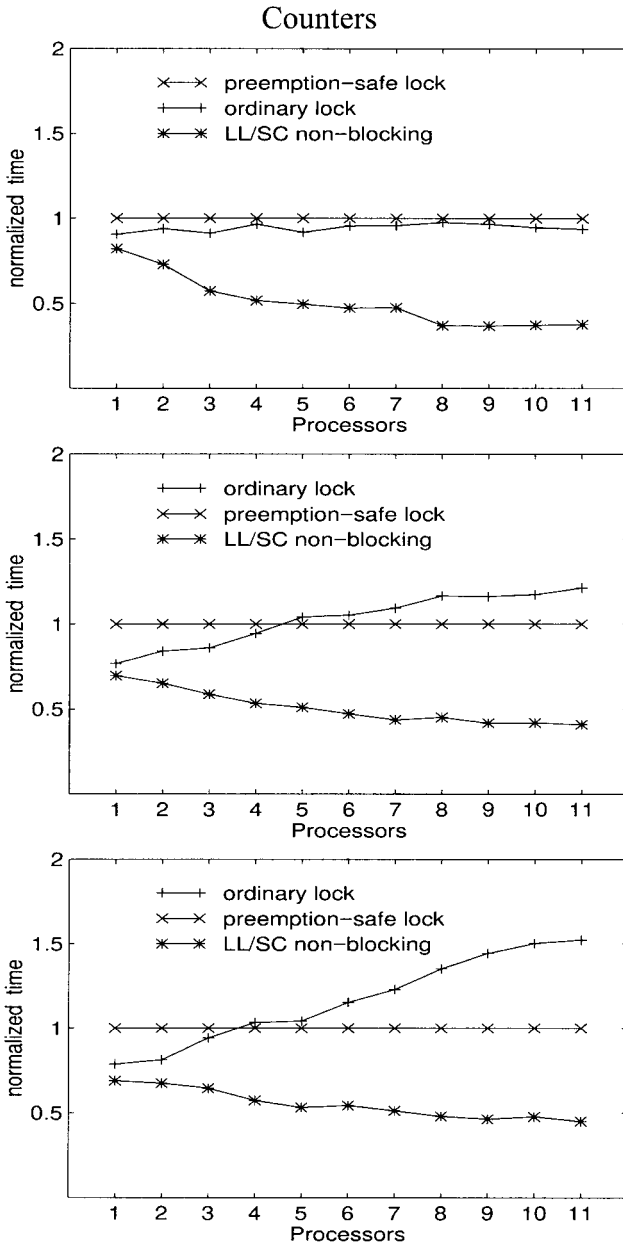 Counters
2
preemption-safe lock
ordinary lock
1.5
LL/SC non-blocking
normalized time
1
0.5
1 2 3 4 5 6 7 8 9 10 11
Processors
2
ordinary lock
preemption-safe lock
1.5
LL/SC non-blocking
normalized time
1
0.5
1 2 3 4 5 6 7 8 9 10 11
Processors
2
ordinary lock
preemption-safe lock
1.5
LL/SC non-blocking
normalized time
1
0.5
1 2 3 4 5 6 7 8 9 10 11
Processors